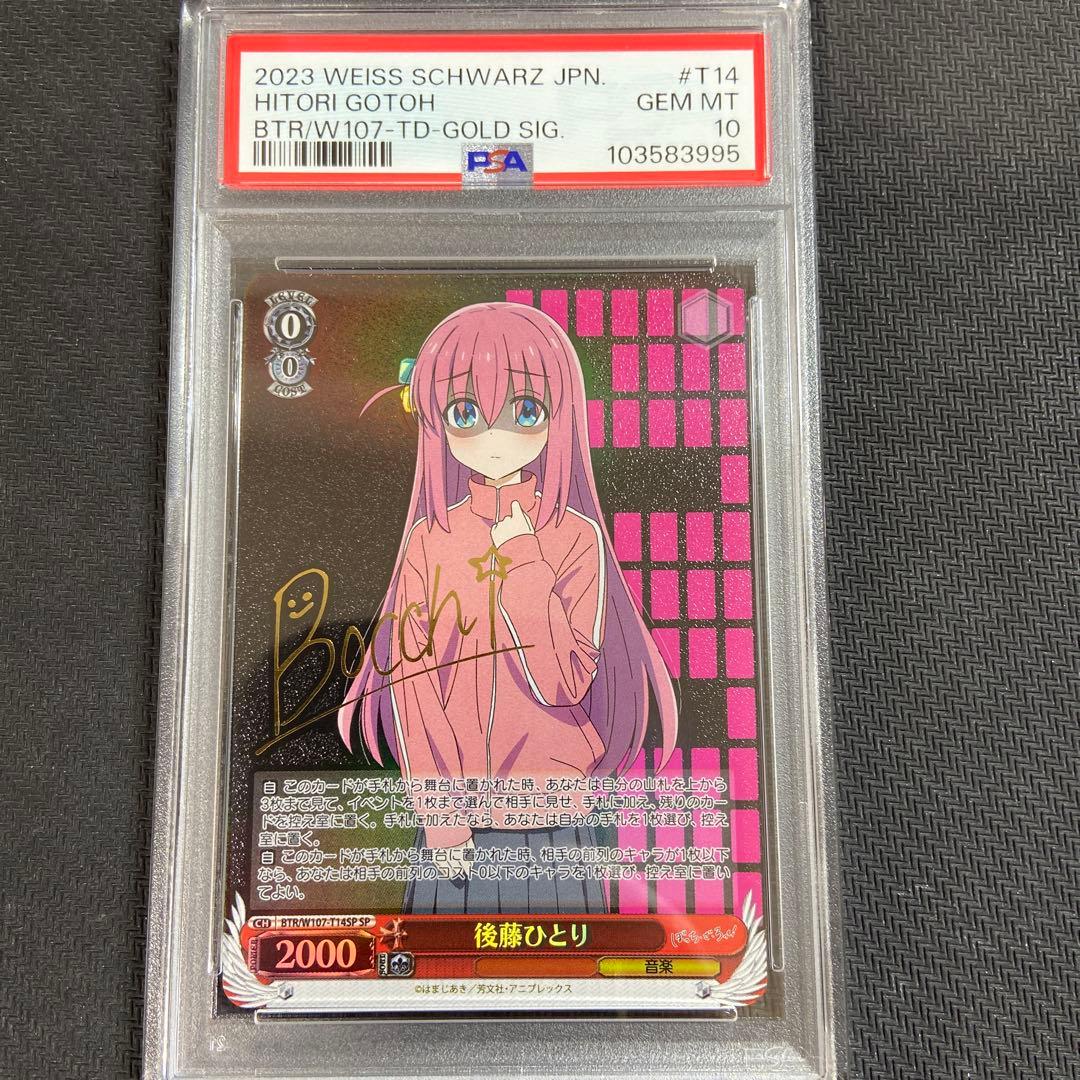 2023 WEISS SCHWARZ JPN. #T14
HITORI GOTOH GEM MT
BTR/W107-TD-GOLD SIG. 10
PSA 103583995
LEVEL
0
0
COST
Bocchi
自 このカードが手札から舞台に置かれた時、あなたは自分の山札を上から
3枚まで見て、イベントを1枚まで選んで相手に見せ、手札に加え、残りのカー
ドを控え室に置く。手札に加えたなら、あなたは自分の手札を1枚選び、控え
室に置く。
自 このカードが手札から舞台に置かれた時、相手の前列のキャラが1枚以下
なら、あなたは相手の前列のコスト0以下のキャラを1枚選び、控え室に置いて
よい。
CH BTR/W107-T14SP SP
POWER 2000 後藤ひとり ぼっち・ざ・ろっく!
SOUL 音楽
©はまじあき/芳文社・アニプレックス